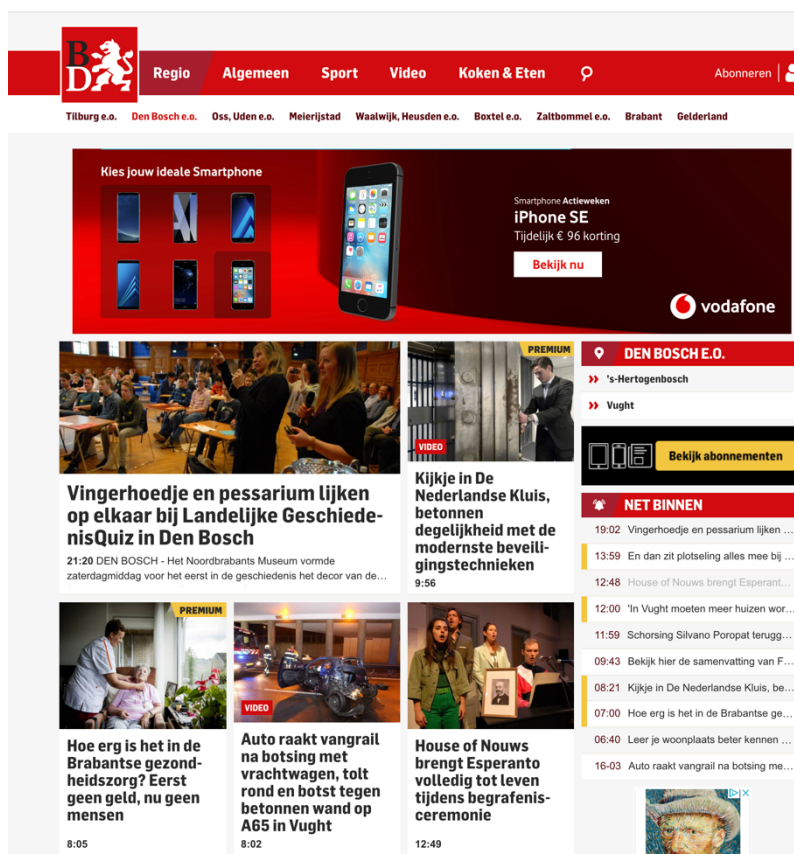 BD
Regio Algemeen Sport Video Koken & Eten Abonneren
Tilburg e.o. Den Bosch e.o. Oss, Uden e.o. Meierijstad Waalwijk, Heusden e.o. Boxtel e.o. Zaltbommel e.o. Brabant Gelderland
Kies jouw ideale Smartphone
Smartphone Actieweken
iPhone SE
Tijdelijk € 96 korting
Bekijk nu
vodafone
Vingerhoedje en pessarium lijken
op elkaar bij Landelijke Geschiede-
nisQuiz in Den Bosch
21:20 DEN BOSCH - Het Noordbrabants Museum vormde
zaterdagmiddag voor het eerst in de geschiedenis het decor van de...
PREMIUM
VIDEO
Kijkje in De
Nederlandse Kluis,
betonnen
degelijkheid met de
modernste beveili-
gingstechnieken
9:56
DEN BOSCH E.O.
's-Hertogenbosch
Vught
Bekijk abonnementen
NET BINNEN
19:02 Vingerhoedje en pessarium lijken ...
13:59 En dan zit plotseling alles mee bij ...
12:48 House of Nouws brengt Esperant...
12:00 'In Vught moeten meer huizen wor...
11:59 Schorsing Silvano Poropat terugg...
09:43 Bekijk hier de samenvatting van F...
08:21 Kijkje in De Nederlandse Kluis, be...
07:00 Hoe erg is het in de Brabantse ge...
06:40 Leer je woonplaats beter kennen ...
16-03 Auto raakt vangrail na botsing me...
PREMIUM
Hoe erg is het in de
Brabantse gezond-
heidszorg? Eerst
geen geld, nu geen
mensen
8:05
VIDEO
Auto raakt vangrail
na botsing met
vrachtwagen, tolt
rond en botst tegen
betonnen wand op
A65 in Vught
8:02
House of Nouws
brengt Esperanto
volledig tot leven
tijdens begrafenis-
ceremonie
12:49